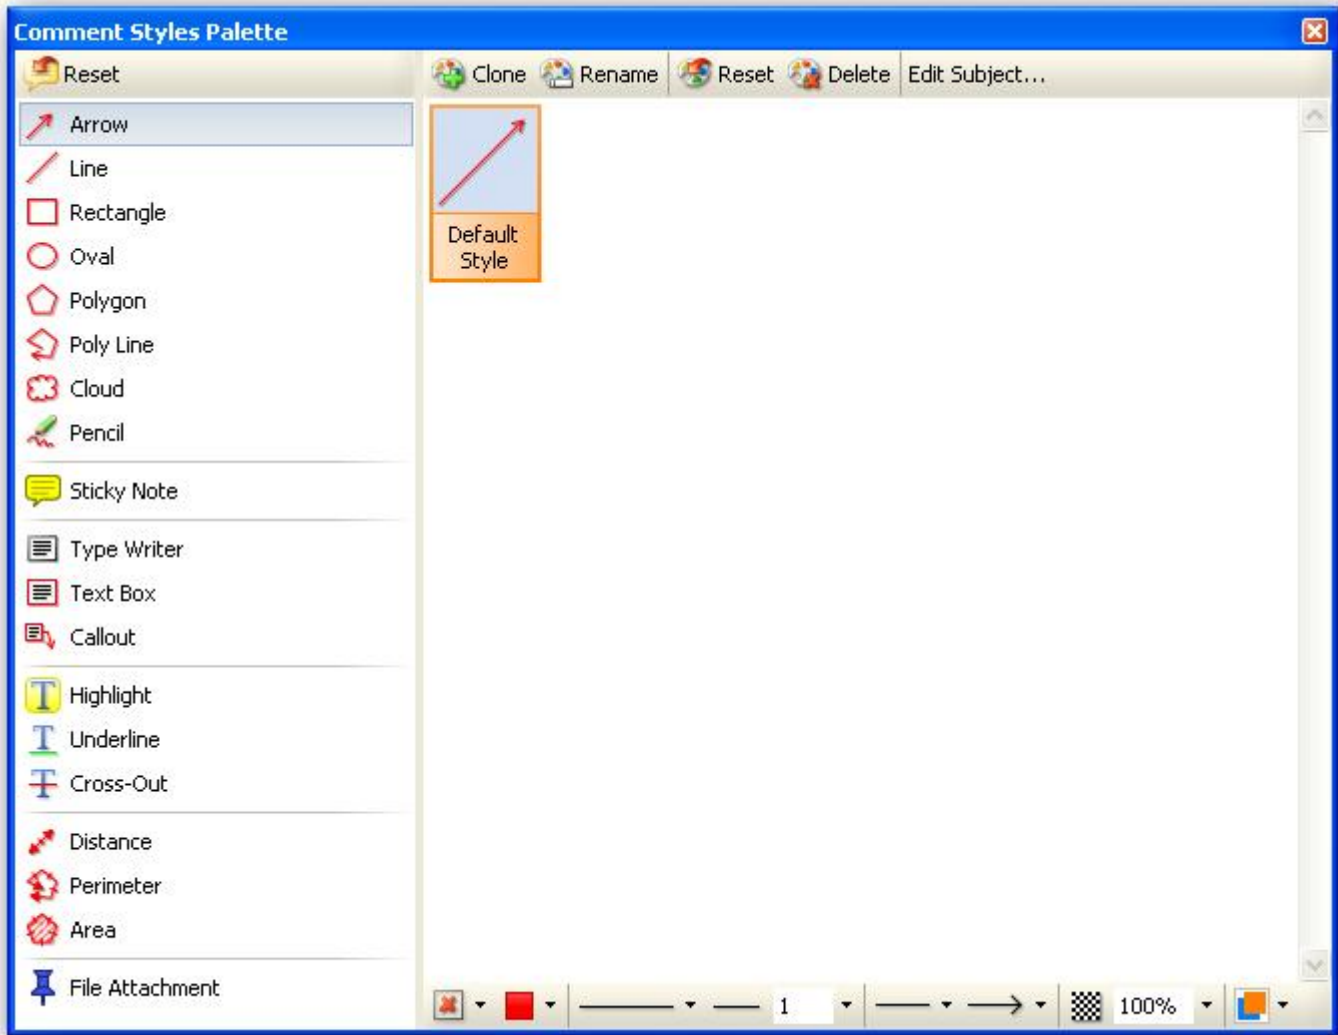 Comment Styles Palette
Reset
Clone Rename Reset Delete Edit Subject...
Arrow
Line
Rectangle
Oval
Polygon
Poly Line
Cloud
Pencil
Sticky Note
Type Writer
Text Box
Callout
Highlight
Underline
Cross-Out
Distance
Perimeter
Area
File Attachment
Default
Style
1 100%